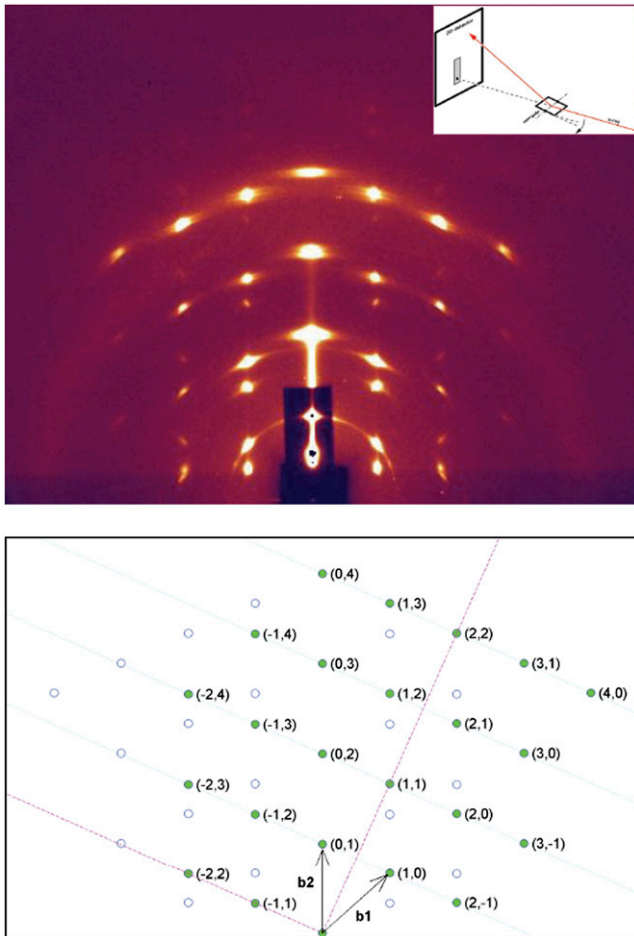 2D detector
(0,4)
(1,3)
(-1,4) (2,2)
(0,3) (3,1)
(-2,4) (1,2) (4,0)
(-1,3) (2,1)
(0,2) (3,0)
(-2,3) (1,1)
(-1,2) (2,0)
(0,1) (3,-1)
(-2,2) b2 (1,0)
(-1,1) b1 (2,-1)